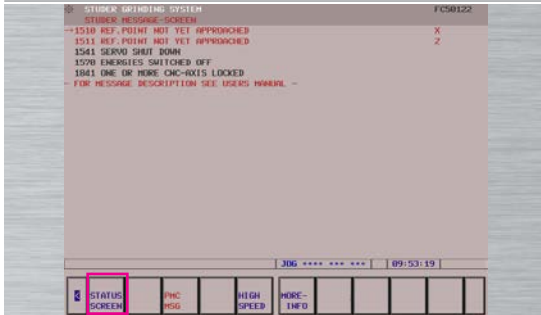 STUDER GRINDING SYSTEM FC50122
STUDER MESSAGE-SCREEN
→1510 REF.POINT NOT YET APPROACHED X
1511 REF.POINT NOT YET APPROACHED Z
1541 SERVO SHUT DOWN
1570 ENERGIES SWITCHED OFF
1841 ONE OR MORE CNC-AXIS LOCKED
- FOR MESSAGE DESCRIPTION SEE USERS MANUAL -
JOG **** *** *** 09:53:19
STATUS PMC HIGH MORE-
SCREEN MSG SPEED INFO